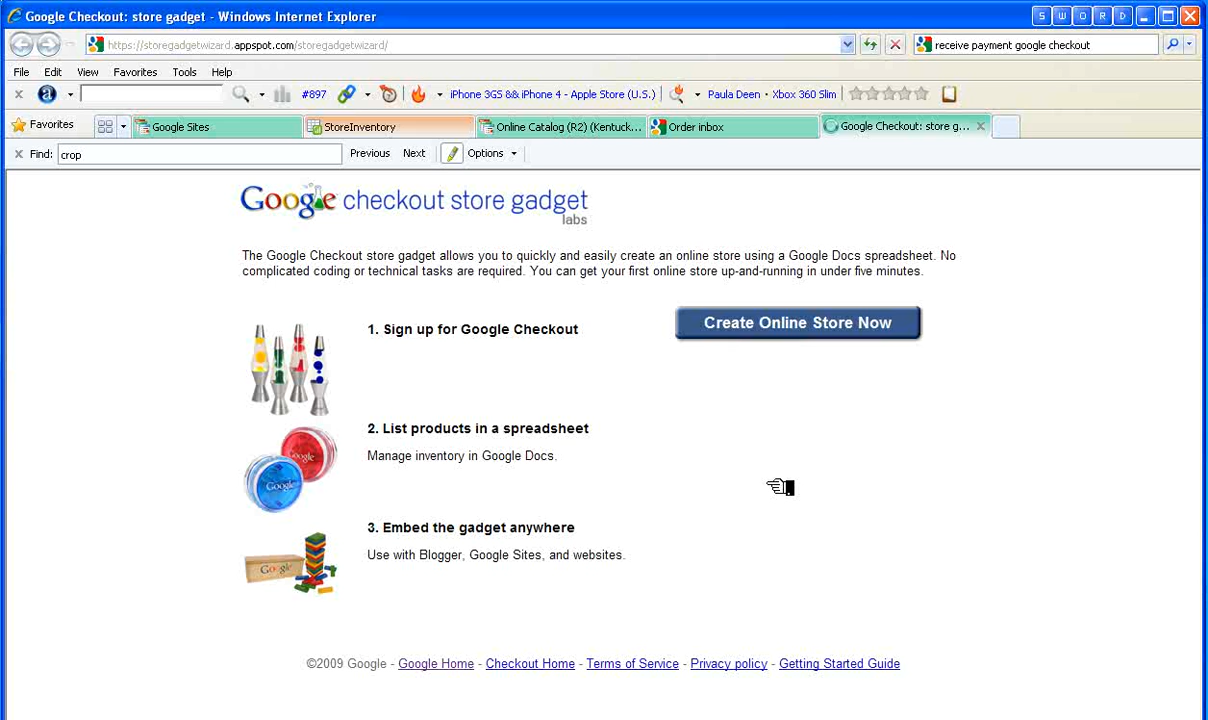 Google Checkout: store gadget - Windows Internet Explorer
S W O R D
https://storegadgetwizard.appspot.com/storegadgetwizard/
receive payment google checkout
File Edit View Favorites Tools Help
a #897 iPhone 3GS && iPhone 4 - Apple Store (U.S.) Paula Deen · Xbox 360 Slim
Favorites Google Sites StoreInventory Online Catalog (R2) (Kentuck... Order inbox Google Checkout: store g...
Find: crop Previous Next Options
Google checkout store gadget
labs
The Google Checkout store gadget allows you to quickly and easily create an online store using a Google Docs spreadsheet. No
complicated coding or technical tasks are required. You can get your first online store up-and-running in under five minutes.
Create Online Store Now
1. Sign up for Google Checkout
2. List products in a spreadsheet
Manage inventory in Google Docs.
Google
Google
3. Embed the gadget anywhere
Use with Blogger, Google Sites, and websites.
Google
©2009 Google - Google Home - Checkout Home - Terms of Service - Privacy policy - Getting Started Guide